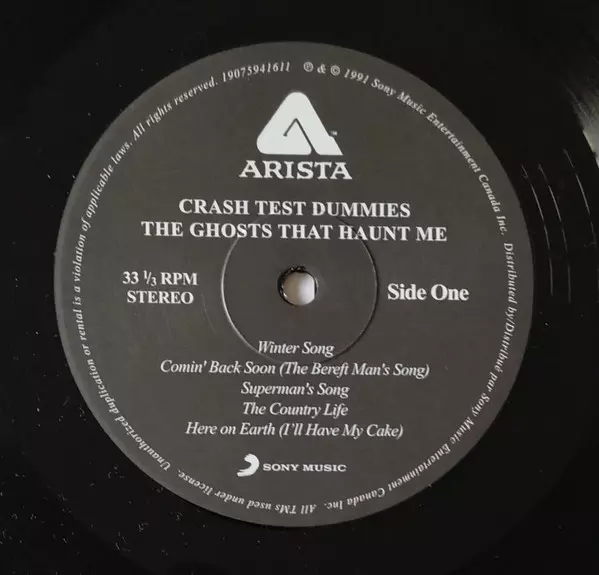 Unauthorized duplication or rental is a violation of applicable laws. All rights reserved. 19075941611 ℗ & © 1991 Sony Music Entertainment Canada Inc. Distributed by/Distribué par Sony Music Entertainment Canada Inc. All TMs used under license.
ARISTA™
CRASH TEST DUMMIES
THE GHOSTS THAT HAUNT ME
33 1/3 RPM
STEREO
Side One
Winter Song
Comin' Back Soon (The Bereft Man's Song)
Superman's Song
The Country Life
Here on Earth (I'll Have My Cake)
SONY MUSIC